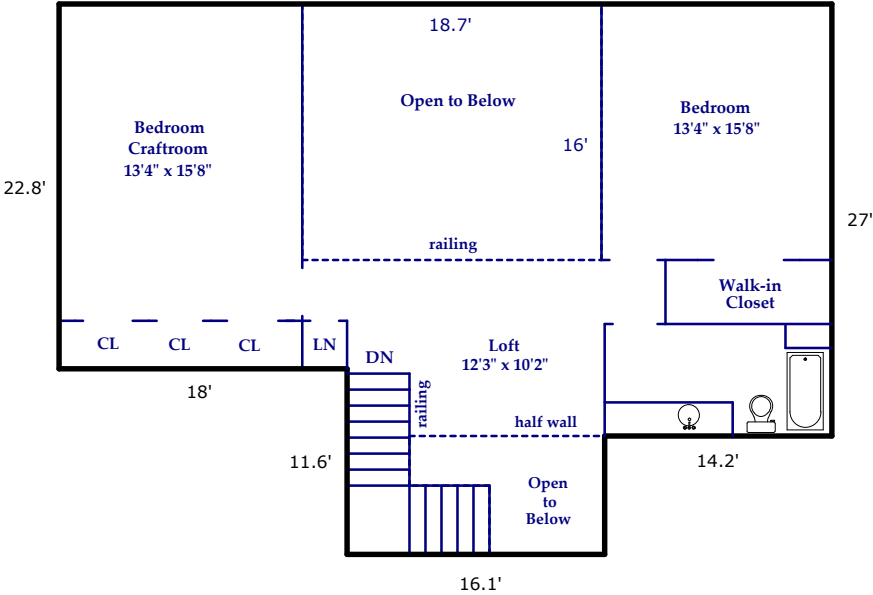 18.7'
Open to Below
Bedroom
13'4" x 15'8"
Bedroom
Craftroom
13'4" x 15'8"
16'
22.8'
27'
railing
Walk-in
Closet
CL
CL
CL
LN
DN
Loft
12'3" x 10'2"
18'
railing
half wall
11.6'
14.2'
Open
to
Below
16.1'